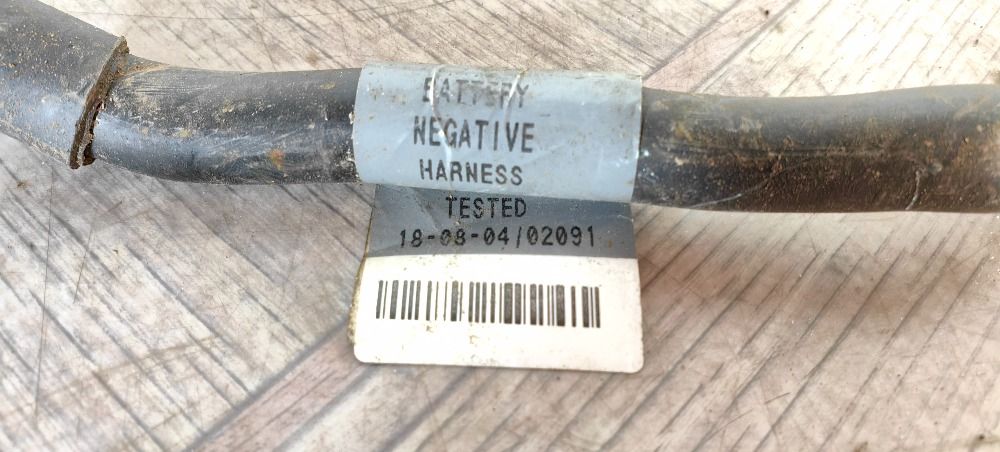 BATTERY
NEGATIVE
HARNESS
TESTED
18-08-04/02091